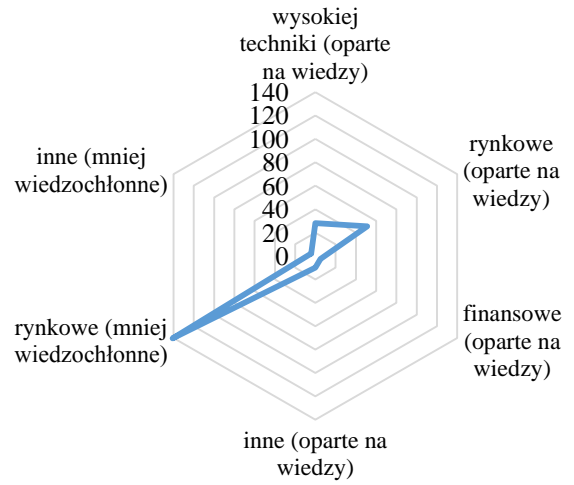 wysokiej
techniki (oparte
na wiedzy)
140
120
100
80
60
40
20
0
rynkowe
(oparte na
wiedzy)
finansowe
(oparte na
wiedzy)
inne (oparte na
wiedzy)
rynkowe (mniej
wiedzochłonne)
inne (mniej
wiedzochłonne)